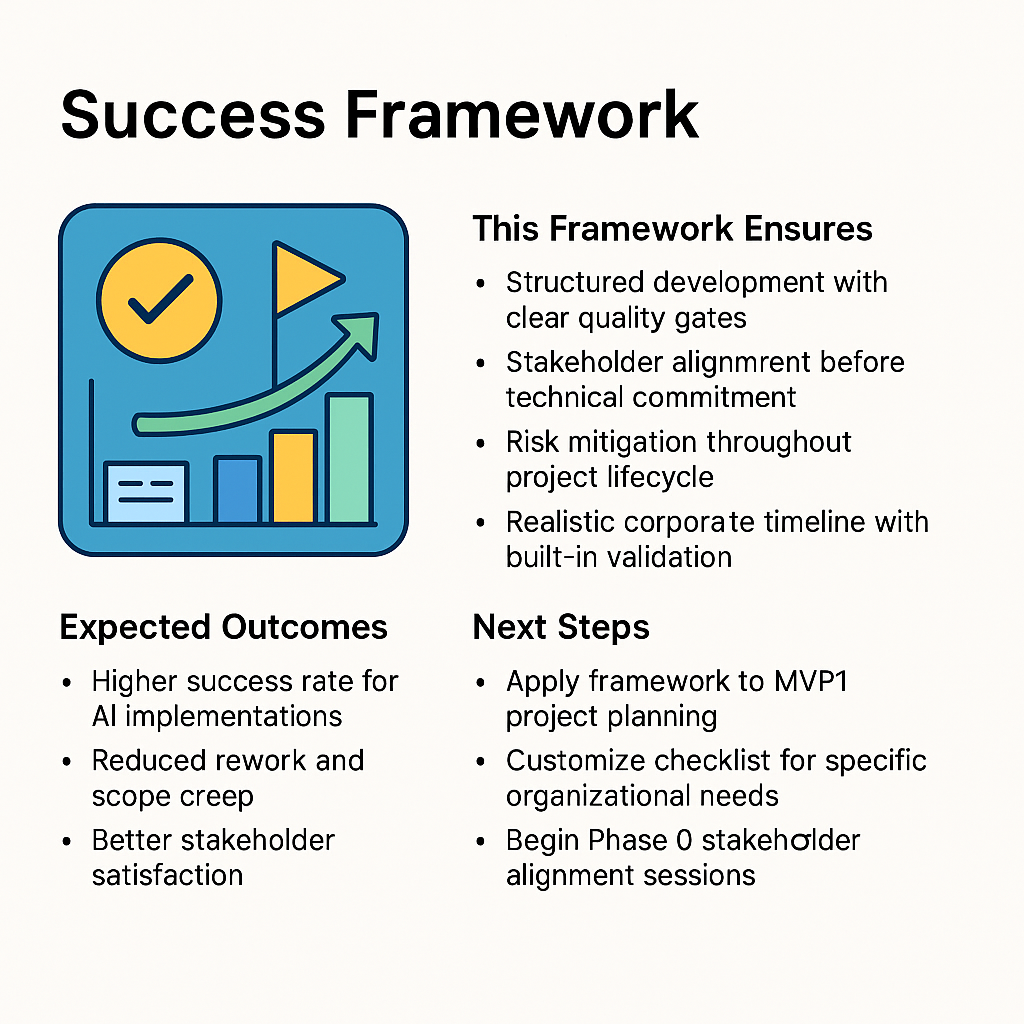 Success Framework
This Framework Ensures
• Structured development with
clear quality gates
• Stakeholder alignmrent before
technical commitment
• Risk mitigation throughout
project lifecycle
• Realistic corporate timeline with
built-in validation
Expected Outcomes
• Higher success rate for
AI implementations
• Reduced rework and
scope creep
• Better stakeholder
satisfaction
Next Steps
• Apply framework to MVP1
project planning
• Customize checklist for specific
organizational needs
• Begin Phase 0 stakeholder
alignment sessions